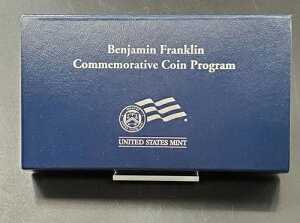 Benjamin Franklin
Commemorative Coin Program
UNITED STATES MINT